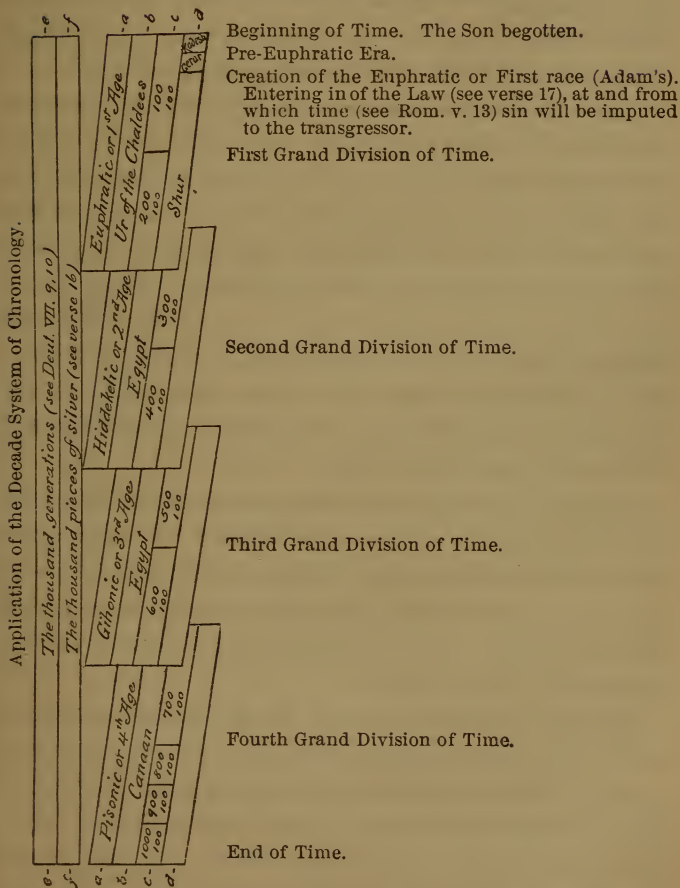 Application of the Decade System of Chronology.
-e
-f
-a
-b
-c
-d
The thousand generations (see Deut. VII. 9, 10)
The thousand pieces of silver (see verse 16)
Euphratic or 1st Age
Ur of the Chaldees
100
100
200
100
Shur
Gerar
Hiddekelic or 2nd Age
Egypt
300
100
400
100
Gihonic or 3rd Age
Egypt
500
100
600
100
Pisonic or 4th Age
Canaan
700
100
800
100
900
100
1000
100
e-
f-
a-
b-
c-
d-
Beginning of Time. The Son begotten.
Pre-Euphratic Era.
Creation of the Euphratic or First race (Adam's).
Entering in of the Law (see verse 17), at and from
which time (see Rom. v. 13) sin will be imputed
to the transgressor.
First Grand Division of Time.
Second Grand Division of Time.
Third Grand Division of Time.
Fourth Grand Division of Time.
End of Time.